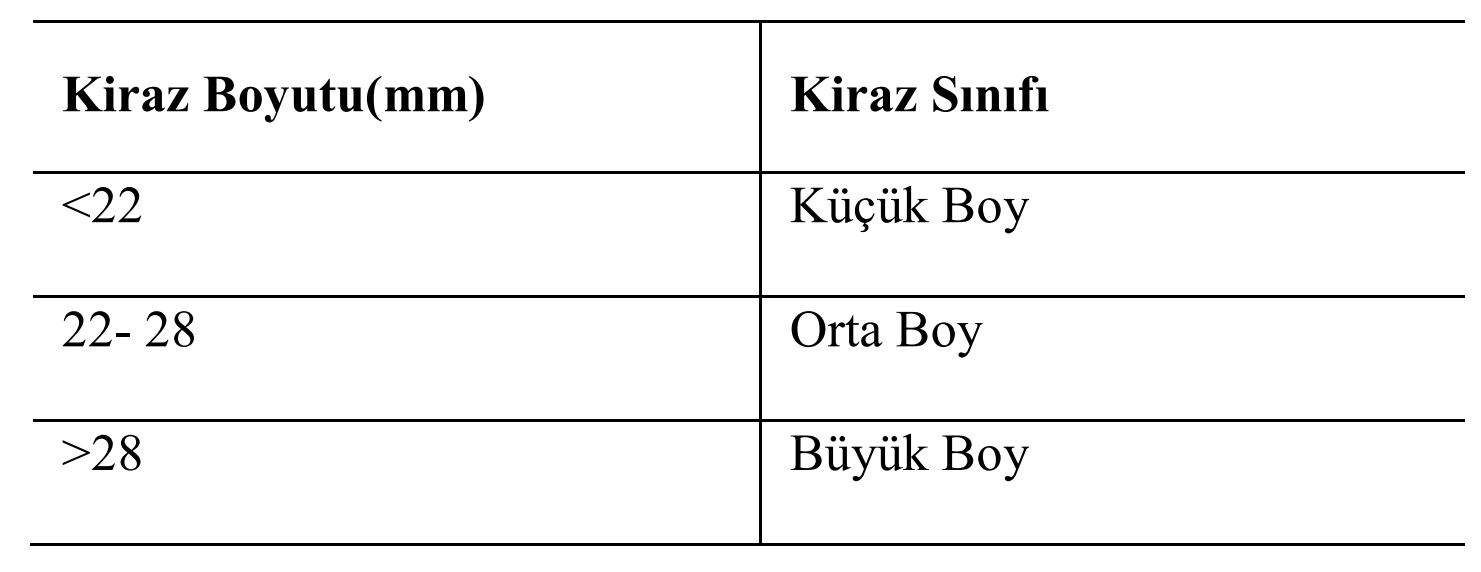 Kiraz Boyutu(mm) Kiraz Sınıfı
<22 Küçük Boy
22- 28 Orta Boy
>28 Büyük Boy